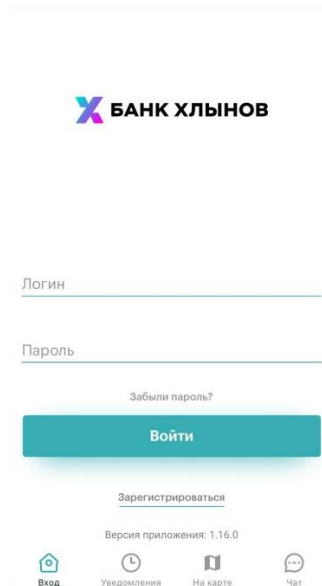 БАНК ХЛЫНОВ
Логин
Пароль
Забыли пароль?
Войти
Зарегистрироваться
Версия приложения: 1.16.0
Вход Уведомления На карте Чат